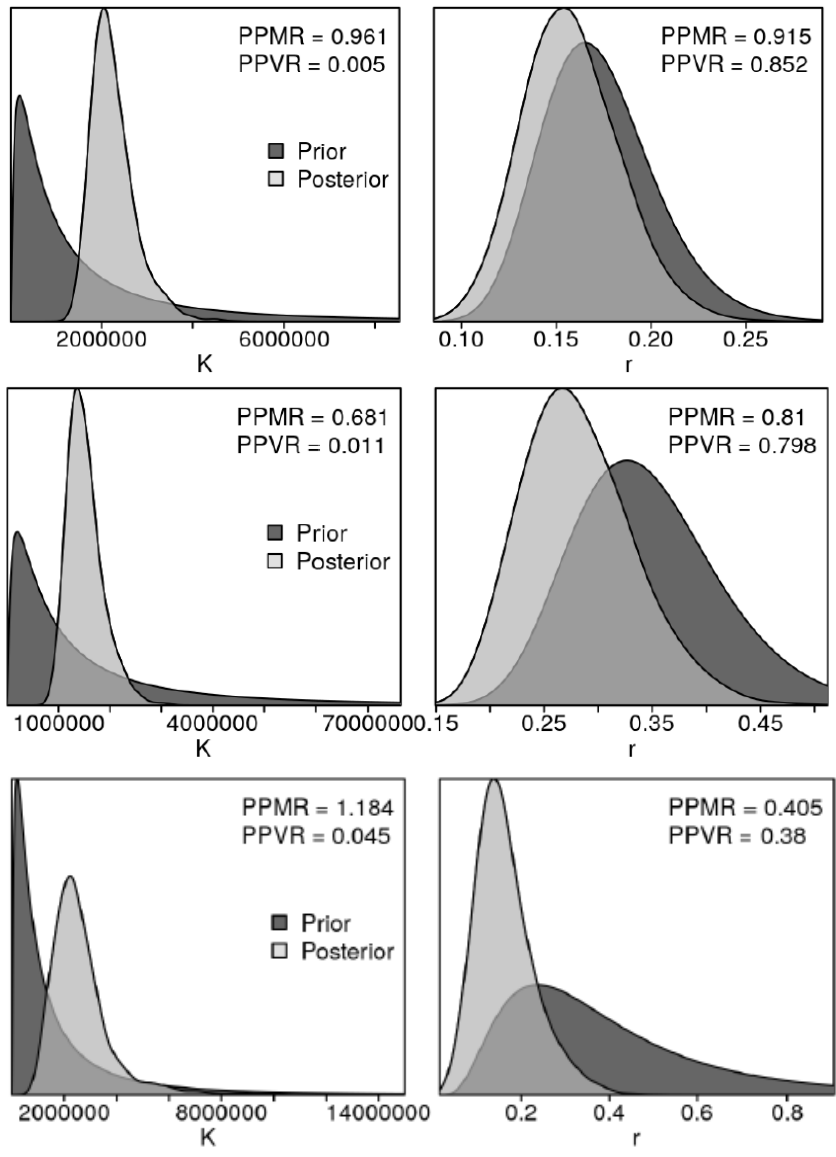 PPMR = 0.961
PPVR = 0.005
Prior
Posterior
2000000 6000000
K
PPMR = 0.915
PPVR = 0.852
0.10 0.15 0.20 0.25
r
PPMR = 0.681
PPVR = 0.011
Prior
Posterior
1000000 4000000 7000000
K
PPMR = 0.81
PPVR = 0.798
0.15 0.25 0.35 0.45
r
PPMR = 1.184
PPVR = 0.045
Prior
Posterior
2000000 8000000 14000000
K
PPMR = 0.405
PPVR = 0.38
0.2 0.4 0.6 0.8
r